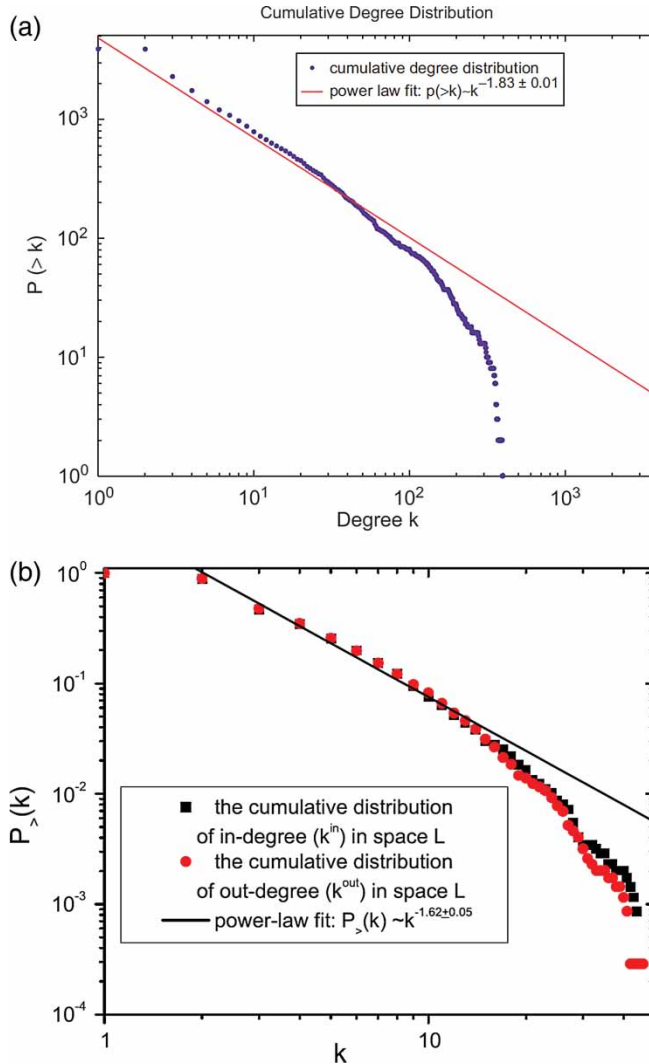 (a)
Cumulative Degree Distribution
cumulative degree distribution
power law fit: p(>k)~k^−1.83 ± 0.01
10^3
10^2
10^1
10^0
P (> k)
10^0 10^1 10^2 10^3
Degree k
(b)
10^0
10^-1
10^-2
10^-3
10^-4
P_>(k)
the cumulative distribution
of in-degree (k^in) in space L
the cumulative distribution
of out-degree (k^out) in space L
power-law fit: P_>(k) ~k^-1.62±0.05
1 10
k